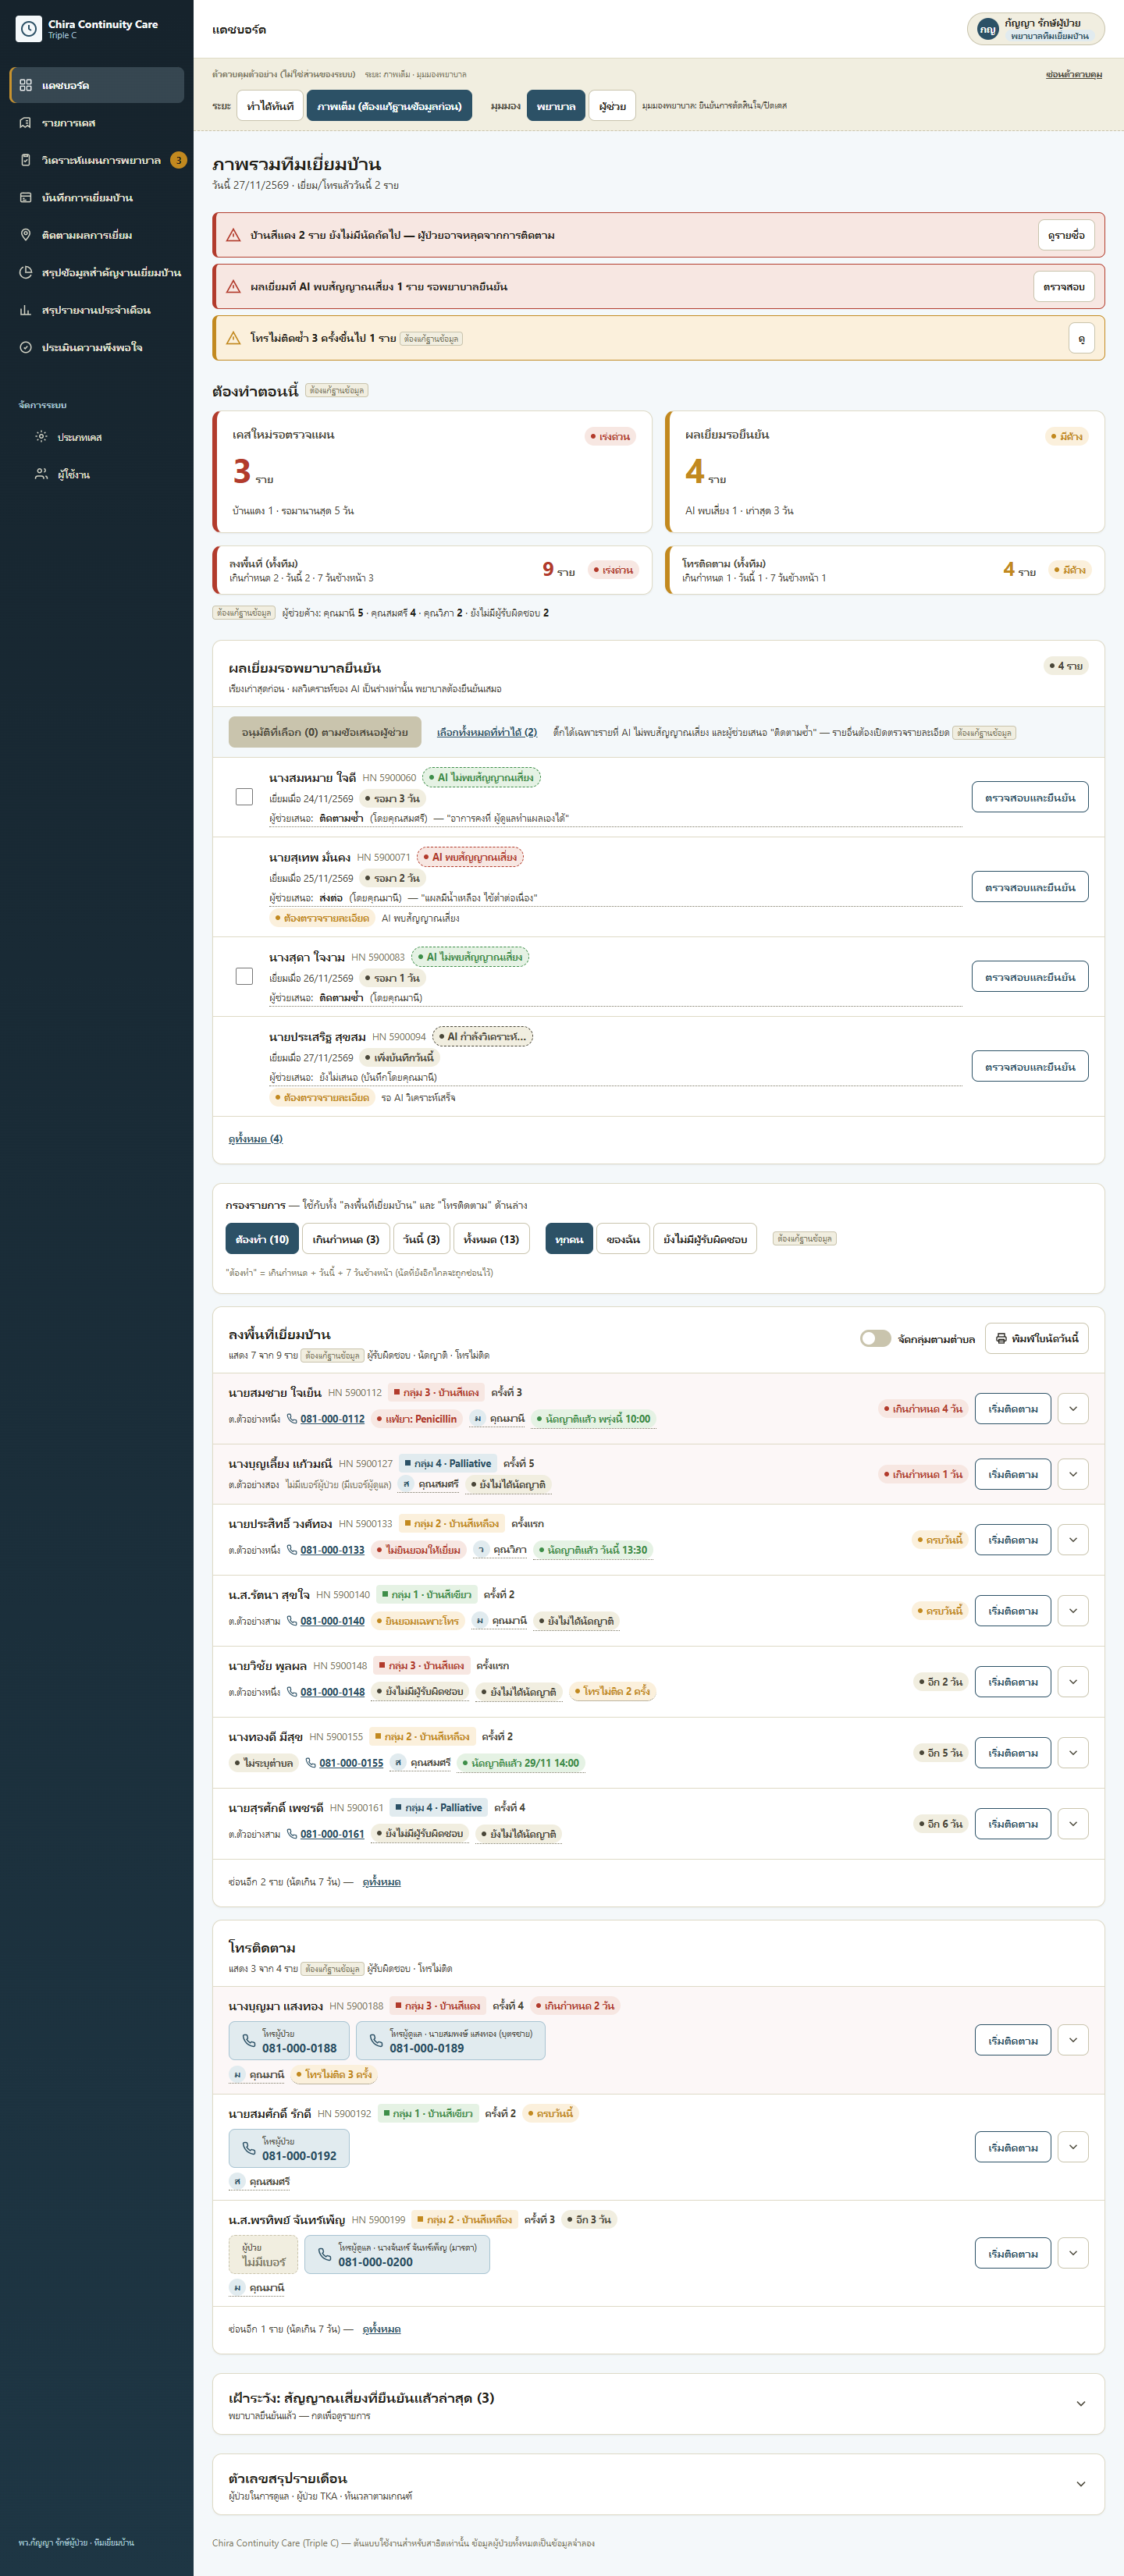 Chira Continuity Care
Triple C
แดชบอร์ด
รายการเคส
วิเคราะห์แผนการพยาบาล 3
บันทึกการเยี่ยมบ้าน
ติดตามผลการเยี่ยม
สรุปข้อมูลสำคัญงานเยี่ยมบ้าน
สรุปรายงานประจำเดือน
ประเมินความพึงพอใจ
จัดการระบบ
ประเภทเคส
ผู้ใช้งาน
พว.กัญญา รักษ์ผู้ป่วย · ทีมเยี่ยมบ้าน
แดชบอร์ด
กญ กัญญา รักษ์ผู้ป่วย
พยาบาลทีมเยี่ยมบ้าน
ตัวควบคุมตัวอย่าง (ไม่ใช่ส่วนของระบบ) ระยะ: ภาพเต็ม · มุมมองพยาบาล ซ่อนตัวควบคุม
ระยะ ทำได้ทันที ภาพเต็ม (ต้องแก้ฐานข้อมูลก่อน) มุมมอง พยาบาล ผู้ช่วย มุมมองพยาบาล: ยืนยันการตัดสินใจ/ปิดเคส
ภาพรวมทีมเยี่ยมบ้าน
วันนี้ 27/11/2569 · เยี่ยม/โทรแล้ววันนี้ 2 ราย
บ้านสีแดง 2 ราย ยังไม่มีนัดถัดไป — ผู้ป่วยอาจหลุดจากการติดตาม ดูรายชื่อ
ผลเยี่ยมที่ AI พบสัญญาณเสี่ยง 1 ราย รอพยาบาลยืนยัน ตรวจสอบ
โทรไม่ติดซ้ำ 3 ครั้งขึ้นไป 1 ราย ต้องแก้ฐานข้อมูล ดู
ต้องทำตอนนี้ ต้องแก้ฐานข้อมูล
เคสใหม่รอตรวจแผน เร่งด่วน
3 ราย
บ้านแดง 1 · รอมานานสุด 5 วัน
ผลเยี่ยมรอยืนยัน มีค้าง
4 ราย
AI พบเสี่ยง 1 · เก่าสุด 3 วัน
ลงพื้นที่ (ทั้งทีม)
เกินกำหนด 2 · วันนี้ 2 · 7 วันข้างหน้า 3
9 ราย เร่งด่วน
โทรติดตาม (ทั้งทีม)
เกินกำหนด 1 · วันนี้ 1 · 7 วันข้างหน้า 1
4 ราย มีค้าง
ต้องแก้ฐานข้อมูล ผู้ช่วยค้าง: คุณมานี 5 · คุณสมศรี 4 · คุณวิภา 2 · ยังไม่มีผู้รับผิดชอบ 2
ผลเยี่ยมรอพยาบาลยืนยัน 4 ราย
เรียงเก่าสุดก่อน · ผลวิเคราะห์ของ AI เป็นร่างเท่านั้น พยาบาลต้องยืนยันเสมอ
อนุมัติที่เลือก (0) ตามข้อเสนอผู้ช่วย เลือกทั้งหมดที่ทำได้ (2) ติ๊กได้เฉพาะรายที่ AI ไม่พบสัญญาณเสี่ยง และผู้ช่วยเสนอ "ติดตามซ้ำ" — รายอื่นต้องเปิดตรวจรายละเอียด ต้องแก้ฐานข้อมูล
นางสมหมาย ใจดี HN 5900060 AI ไม่พบสัญญาณเสี่ยง
เยี่ยมเมื่อ 24/11/2569 รอมา 3 วัน
ผู้ช่วยเสนอ: ติดตามซ้ำ (โดยคุณสมศรี) — "อาการคงที่ ผู้ดูแลทำแผลเองได้"
ตรวจสอบและยืนยัน
นายสุเทพ มั่นคง HN 5900071 AI พบสัญญาณเสี่ยง
เยี่ยมเมื่อ 25/11/2569 รอมา 2 วัน
ผู้ช่วยเสนอ: ส่งต่อ (โดยคุณมานี) — "แผลมีน้ำเหลือง ไข้ต่ำต่อเนื่อง"
ต้องตรวจรายละเอียด AI พบสัญญาณเสี่ยง
ตรวจสอบและยืนยัน
นางสุดา ใจงาม HN 5900083 AI ไม่พบสัญญาณเสี่ยง
เยี่ยมเมื่อ 26/11/2569 รอมา 1 วัน
ผู้ช่วยเสนอ: ติดตามซ้ำ (โดยคุณมานี)
ตรวจสอบและยืนยัน
นายประเสริฐ สุขสม HN 5900094 AI กำลังวิเคราะห์...
เยี่ยมเมื่อ 27/11/2569 เพิ่งบันทึกวันนี้
ผู้ช่วยเสนอ: ยังไม่เสนอ (บันทึกโดยคุณมานี)
ต้องตรวจรายละเอียด รอ AI วิเคราะห์เสร็จ
ตรวจสอบและยืนยัน
ดูทั้งหมด (4)
กรองรายการ — ใช้กับทั้ง "ลงพื้นที่เยี่ยมบ้าน" และ "โทรติดตาม" ด้านล่าง
ต้องทำ (10) เกินกำหนด (3) วันนี้ (3) ทั้งหมด (13) ทุกคน ของฉัน ยังไม่มีผู้รับผิดชอบ ต้องแก้ฐานข้อมูล
"ต้องทำ" = เกินกำหนด + วันนี้ + 7 วันข้างหน้า (นัดที่ยังอีกไกลจะถูกซ่อนไว้)
ลงพื้นที่เยี่ยมบ้าน จัดกลุ่มตามตำบล พิมพ์ใบนัดวันนี้
แสดง 7 จาก 9 ราย ต้องแก้ฐานข้อมูล ผู้รับผิดชอบ · นัดญาติ · โทรไม่ติด
นายสมชาย ใจเย็น HN 5900112 กลุ่ม 3 · บ้านสีแดง ครั้งที่ 3
ต.ตัวอย่างหนึ่ง 081-000-0112 แพ้ยา: Penicillin ม คุณมานี นัดญาติแล้ว พรุ่งนี้ 10:00
เกินกำหนด 4 วัน เริ่มติดตาม
นางบุญเลี้ยง แก้วมณี HN 5900127 กลุ่ม 4 · Palliative ครั้งที่ 5
ต.ตัวอย่างสอง ไม่มีเบอร์ผู้ป่วย (มีเบอร์ผู้ดูแล) ส คุณสมศรี ยังไม่ได้นัดญาติ
เกินกำหนด 1 วัน เริ่มติดตาม
นายประสิทธิ์ วงศ์ทอง HN 5900133 กลุ่ม 2 · บ้านสีเหลือง ครั้งแรก
ต.ตัวอย่างหนึ่ง 081-000-0133 ไม่ยินยอมให้เยี่ยม ว คุณวิภา นัดญาติแล้ว วันนี้ 13:30
ครบวันนี้ เริ่มติดตาม
น.ส.รัตนา สุขใจ HN 5900140 กลุ่ม 1 · บ้านสีเขียว ครั้งที่ 2
ต.ตัวอย่างสาม 081-000-0140 ยินยอมเฉพาะโทร ม คุณมานี ยังไม่ได้นัดญาติ
ครบวันนี้ เริ่มติดตาม
นายวิชัย พูลผล HN 5900148 กลุ่ม 3 · บ้านสีแดง ครั้งแรก
ต.ตัวอย่างหนึ่ง 081-000-0148 ยังไม่มีผู้รับผิดชอบ ยังไม่ได้นัดญาติ โทรไม่ติด 2 ครั้ง
อีก 2 วัน เริ่มติดตาม
นางทองดี มีสุข HN 5900155 กลุ่ม 2 · บ้านสีเหลือง ครั้งที่ 2
ไม่ระบุตำบล 081-000-0155 ส คุณสมศรี นัดญาติแล้ว 29/11 14:00
อีก 5 วัน เริ่มติดตาม
นายสุรศักดิ์ เพชรดี HN 5900161 กลุ่ม 4 · Palliative ครั้งที่ 4
ต.ตัวอย่างสาม 081-000-0161 ยังไม่มีผู้รับผิดชอบ ยังไม่ได้นัดญาติ
อีก 6 วัน เริ่มติดตาม
ซ่อนอีก 2 ราย (นัดเกิน 7 วัน) — ดูทั้งหมด
โทรติดตาม
แสดง 3 จาก 4 ราย ต้องแก้ฐานข้อมูล ผู้รับผิดชอบ · โทรไม่ติด
นางบุญมา แสงทอง HN 5900188 กลุ่ม 3 · บ้านสีแดง ครั้งที่ 4 เกินกำหนด 2 วัน
โทรผู้ป่วย
081-000-0188
โทรผู้ดูแล · นายสมพงษ์ แสงทอง (บุตรชาย)
081-000-0189
เริ่มติดตาม
ม คุณมานี โทรไม่ติด 3 ครั้ง
นายสมศักดิ์ รักดี HN 5900192 กลุ่ม 1 · บ้านสีเขียว ครั้งที่ 2 ครบวันนี้
โทรผู้ป่วย
081-000-0192
เริ่มติดตาม
ส คุณสมศรี
น.ส.พรทิพย์ จันทร์เพ็ญ HN 5900199 กลุ่ม 2 · บ้านสีเหลือง ครั้งที่ 3 อีก 3 วัน
ผู้ป่วย
ไม่มีเบอร์
โทรผู้ดูแล · นางจันทร์ จันทร์เพ็ญ (มารดา)
081-000-0200
เริ่มติดตาม
ม คุณมานี
ซ่อนอีก 1 ราย (นัดเกิน 7 วัน) — ดูทั้งหมด
เฝ้าระวัง: สัญญาณเสี่ยงที่ยืนยันแล้วล่าสุด (3)
พยาบาลยืนยันแล้ว — กดเพื่อดูรายการ
ตัวเลขสรุปรายเดือน
ผู้ป่วยในการดูแล · ผู้ป่วย TKA · ทันเวลาตามเกณฑ์
Chira Continuity Care (Triple C) — ต้นแบบใช้งานสำหรับสาธิตเท่านั้น ข้อมูลผู้ป่วยทั้งหมดเป็นข้อมูลจำลอง